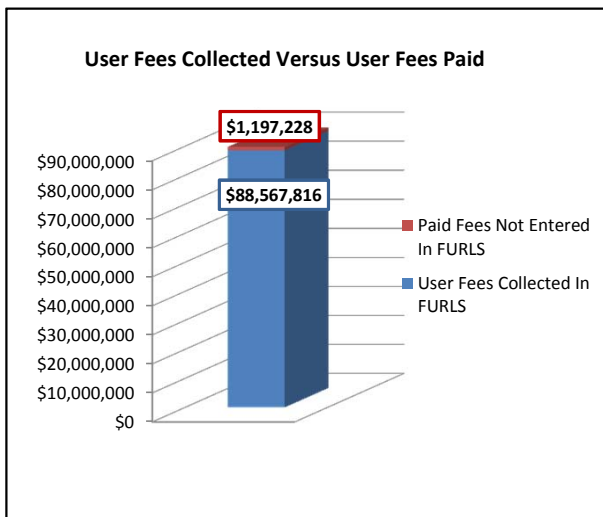 User Fees Collected Versus User Fees Paid
$1,197,228
$88,567,816
$90,000,000
$80,000,000
$70,000,000
$60,000,000
$50,000,000
$40,000,000
$30,000,000
$20,000,000
$10,000,000
$0
Paid Fees Not Entered
In FURLS
User Fees Collected In
FURLS